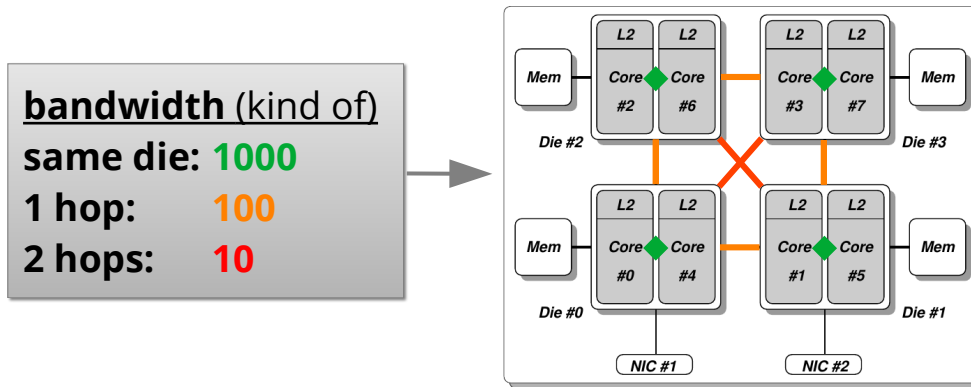 bandwidth (kind of)
same die: 1000
1 hop: 100
2 hops: 10
L2 L2 L2 L2
Mem Core Core Core Core Mem
#2 #6 #3 #7
Die #2 Die #3
L2 L2 L2 L2
Mem Core Core Core Core Mem
#0 #4 #1 #5
Die #0 Die #1
NIC #1 NIC #2